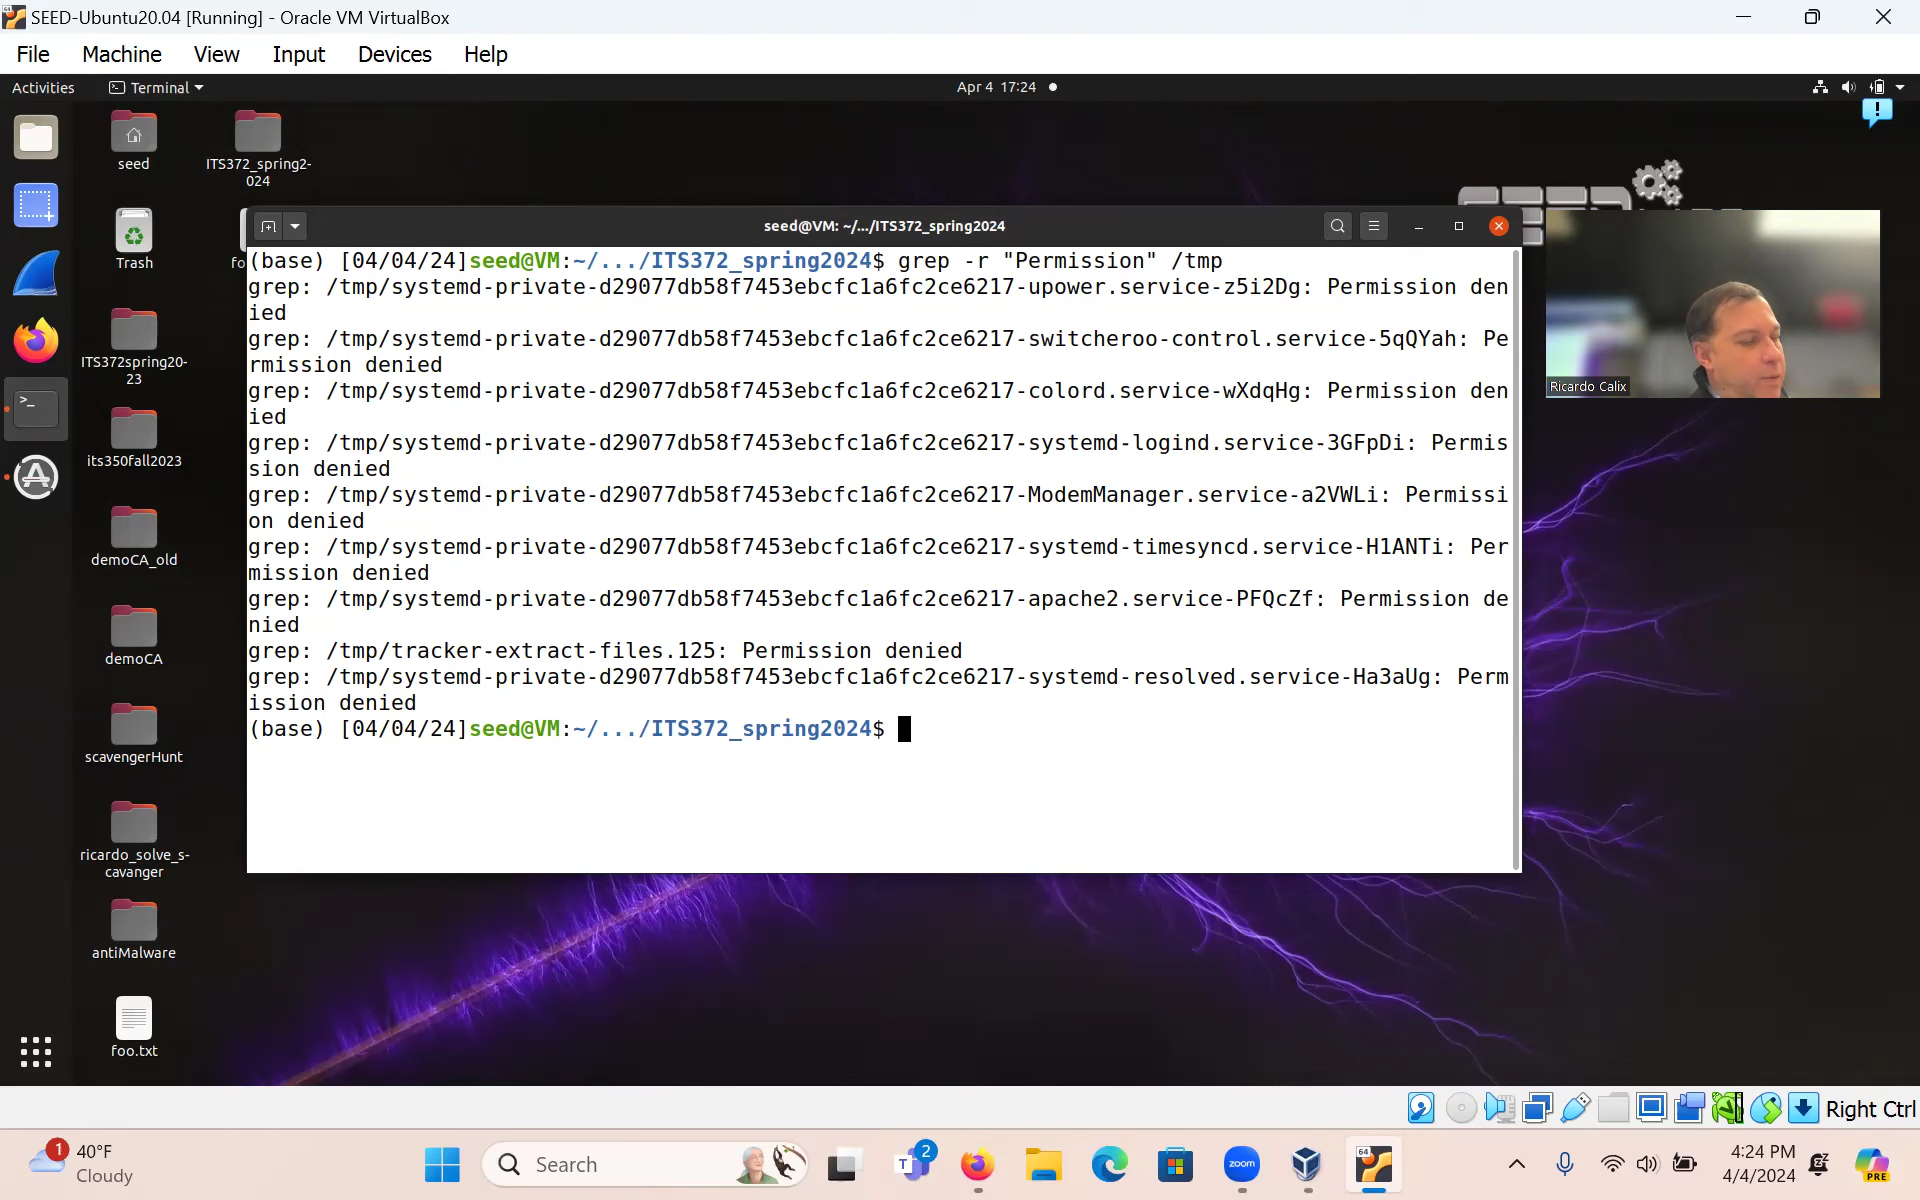 SEED-Ubuntu20.04 [Running] - Oracle VM VirtualBox
File Machine View Input Devices Help
Activities Terminal Apr 4 17:24
seed
ITS372_spring2-
024
Trash
fo
ITS372spring20-
23
its350fall2023
demoCA_old
demoCA
scavengerHunt
ricardo_solve_s-
cavanger
antiMalware
foo.txt
seed@VM: ~/.../ITS372_spring2024
(base) [04/04/24]seed@VM:~/.../ITS372_spring2024$ grep -r "Permission" /tmp
grep: /tmp/systemd-private-d29077db58f7453ebcfc1a6fc2ce6217-upower.service-z5i2Dg: Permission den
ied
grep: /tmp/systemd-private-d29077db58f7453ebcfc1a6fc2ce6217-switcheroo-control.service-5qQYah: Pe
rmission denied
grep: /tmp/systemd-private-d29077db58f7453ebcfc1a6fc2ce6217-colord.service-wXdqHg: Permission den
ied
grep: /tmp/systemd-private-d29077db58f7453ebcfc1a6fc2ce6217-systemd-logind.service-3GFpDi: Permis
sion denied
grep: /tmp/systemd-private-d29077db58f7453ebcfc1a6fc2ce6217-ModemManager.service-a2VWLi: Permissi
on denied
grep: /tmp/systemd-private-d29077db58f7453ebcfc1a6fc2ce6217-systemd-timesyncd.service-H1ANTi: Per
mission denied
grep: /tmp/systemd-private-d29077db58f7453ebcfc1a6fc2ce6217-apache2.service-PFQcZf: Permission de
nied
grep: /tmp/tracker-extract-files.125: Permission denied
grep: /tmp/systemd-private-d29077db58f7453ebcfc1a6fc2ce6217-systemd-resolved.service-Ha3aUg: Perm
ission denied
(base) [04/04/24]seed@VM:~/.../ITS372_spring2024$
Ricardo Calix
Right Ctrl
1
40°F
Cloudy
Search
T
2
zoom
64
4:24 PM
4/4/2024
PRE